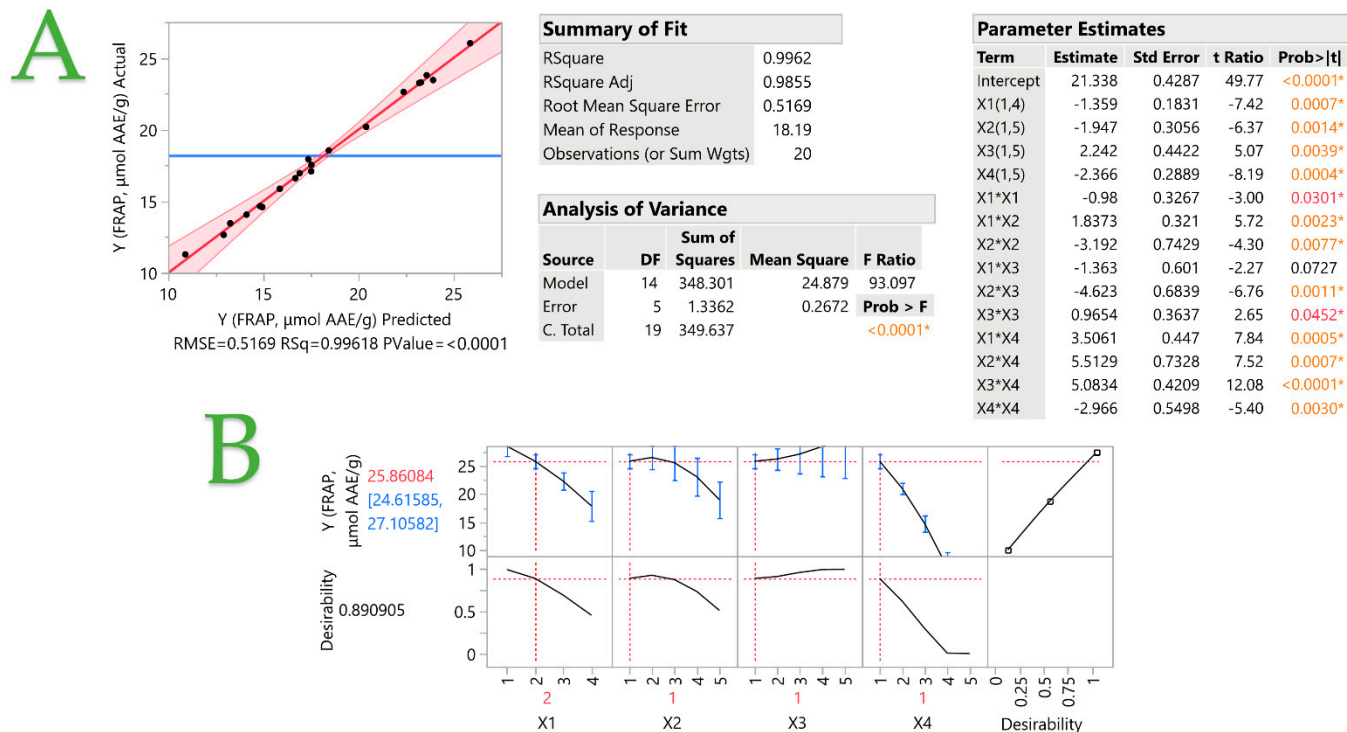 A
Y (FRAP, µmol AAE/g) Actual
25
20
15
10
10
15
20
25
Y (FRAP, µmol AAE/g) Predicted
RMSE=0.5169 RSq=0.99618 PValue=<0.0001
Summary of Fit
RSquare 0.9962
RSquare Adj 0.9855
Root Mean Square Error 0.5169
Mean of Response 18.19
Observations (or Sum Wgts) 20
Analysis of Variance
Sum of
Source DF Squares Mean Square F Ratio
Model 14 348.301 24.879 93.097
Error 5 1.3362 0.2672 Prob > F
C. Total 19 349.637 <0.0001*
Parameter Estimates
Term Estimate Std Error t Ratio Prob>|t|
Intercept 21.338 0.4287 49.77 <0.0001*
X1(1,4) -1.359 0.1831 -7.42 0.0007*
X2(1,5) -1.947 0.3056 -6.37 0.0014*
X3(1,5) 2.242 0.4422 5.07 0.0039*
X4(1,5) -2.366 0.2889 -8.19 0.0004*
X1*X1 -0.98 0.3267 -3.00 0.0301*
X1*X2 1.8373 0.321 5.72 0.0023*
X2*X2 -3.192 0.7429 -4.30 0.0077*
X1*X3 -1.363 0.601 -2.27 0.0727
X2*X3 -4.623 0.6839 -6.76 0.0011*
X3*X3 0.9654 0.3637 2.65 0.0452*
X1*X4 3.5061 0.447 7.84 0.0005*
X2*X4 5.5129 0.7328 7.52 0.0007*
X3*X4 5.0834 0.4209 12.08 <0.0001*
X4*X4 -2.966 0.5498 -5.40 0.0030*
B
Y (FRAP,
µmol AAE/g)
25.86084
[24.61585,
27.10582]
25
20
15
10
Desirability
0.890905
1
0.5
0
1 2 3 4
1 2 3 4 5
1 2 3 4 5
1 2 3 4 5
0 0.25 0.5 0.75 1
2
1
1
1
X1
X2
X3
X4
Desirability